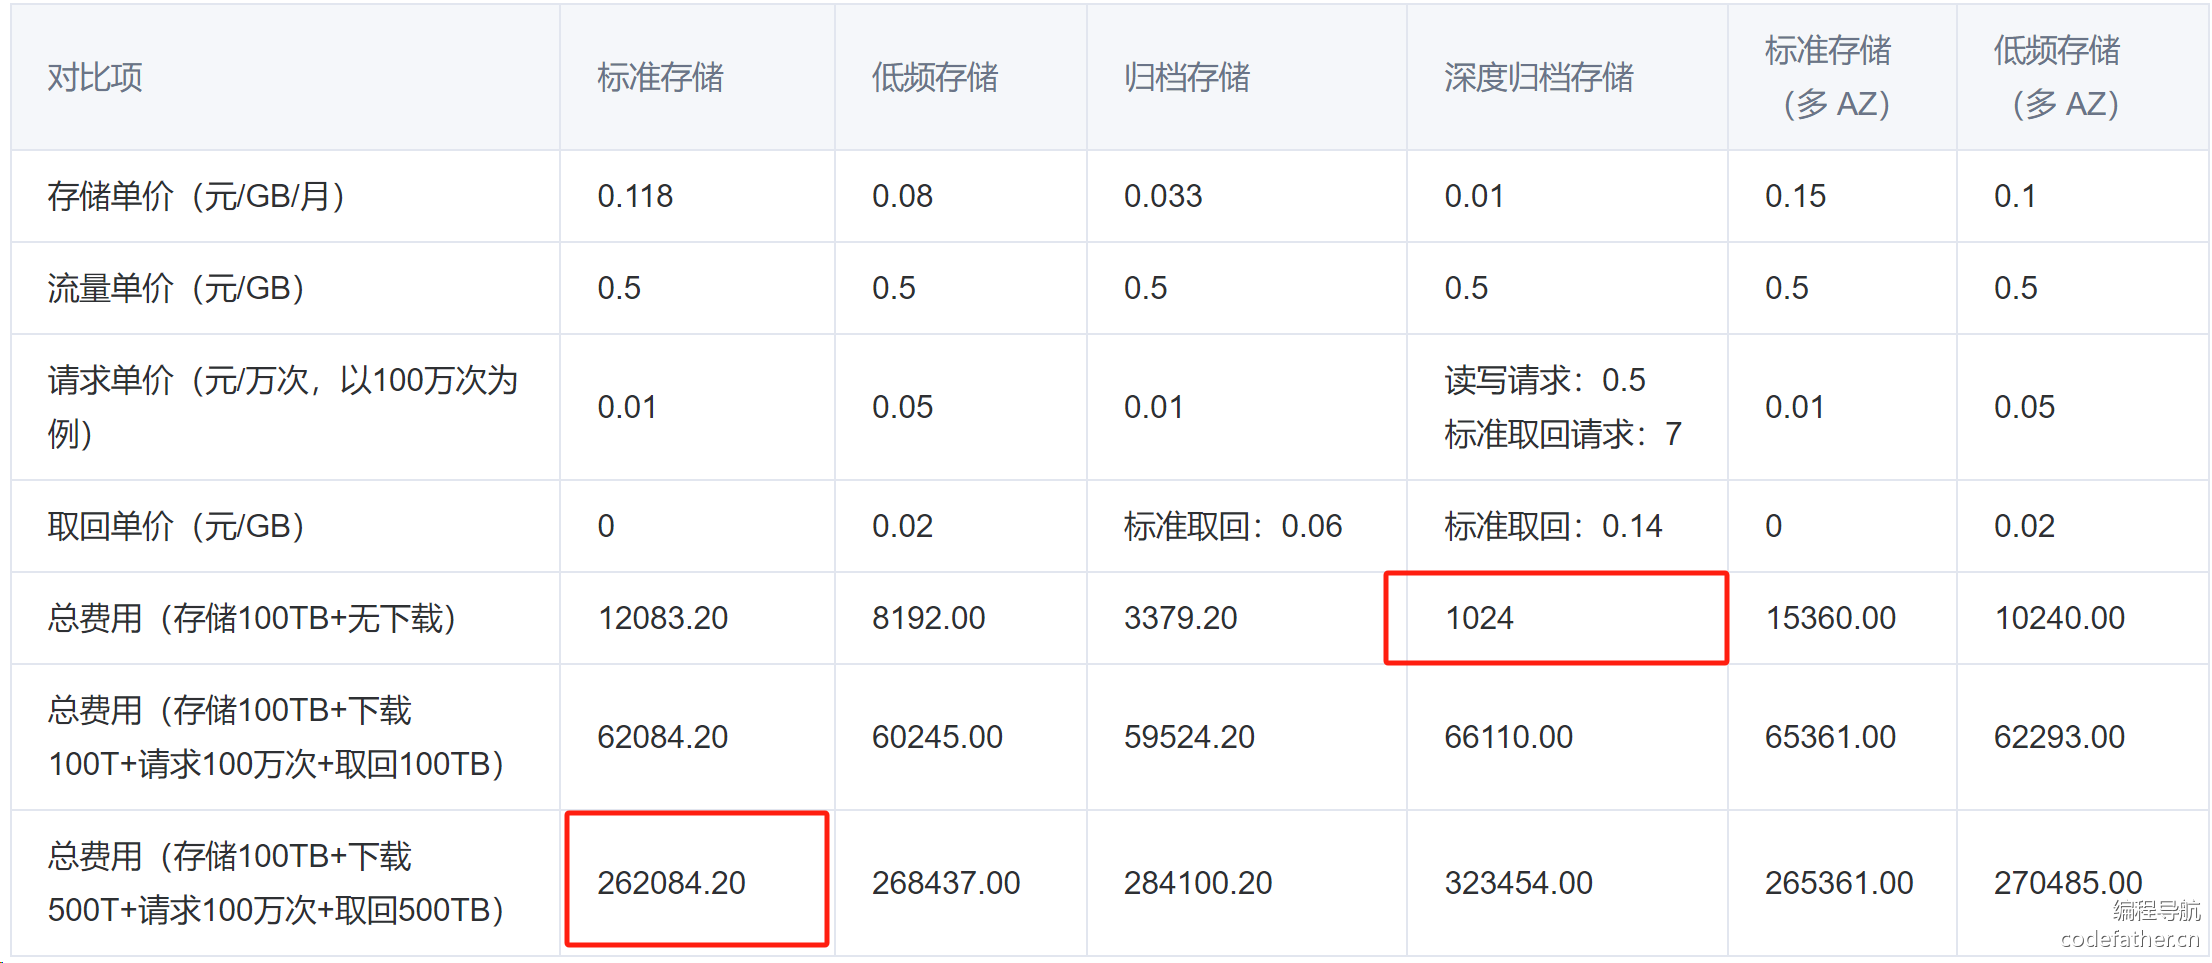 对比项 标准存储 低频存储 归档存储 深度归档存储 标准存储（多 AZ） 低频存储（多 AZ）
存储单价（元/GB/月） 0.118 0.08 0.033 0.01 0.15 0.1
流量单价（元/GB） 0.5 0.5 0.5 0.5 0.5 0.5
请求单价（元/万次，以100万次为例） 0.01 0.05 0.01 读写请求：0.5 标准取回请求：7 0.01 0.05
取回单价（元/GB） 0 0.02 标准取回：0.06 标准取回：0.14 0 0.02
总费用（存储100TB+无下载） 12083.20 8192.00 3379.20 1024 15360.00 10240.00
总费用（存储100TB+下载100T+请求100万次+取回100TB） 62084.20 60245.00 59524.20 66110.00 65361.00 62293.00
总费用（存储100TB+下载500T+请求100万次+取回500TB） 262084.20 268437.00 284100.20 323454.00 265361.00 270485.00
编程导航
codefather.cn